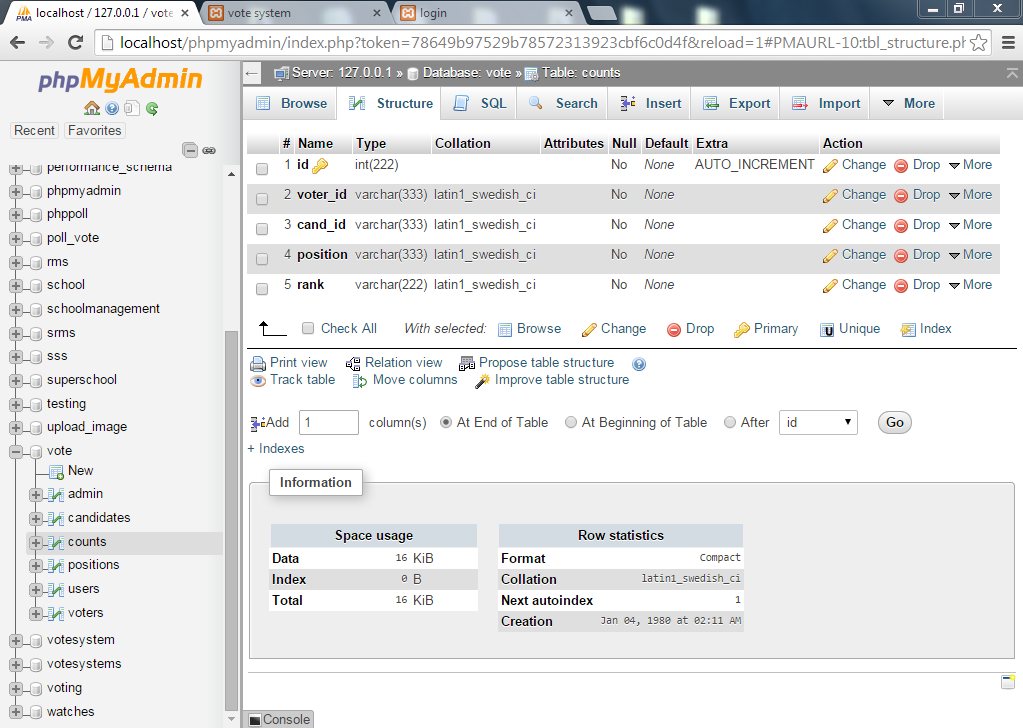 localhost / 127.0.0.1 / vote
vote system
login
localhost/phpmyadmin/index.php?token=78649b97529b78572313923cbf6c0d4f&reload=1#PMAURL-10:tbl_structure.ph
phpMyAdmin
Recent Favorites
performance_schema
phpmyadmin
phppoll
poll_vote
rms
school
schoolmanagement
srms
sss
superschool
testing
upload_image
vote
New
admin
candidates
counts
positions
users
voters
votesystem
votesystems
voting
watches
Server: 127.0.0.1 » Database: vote » Table: counts
Browse Structure SQL Search Insert Export Import More
# Name Type Collation Attributes Null Default Extra Action
1 id int(222) No None AUTO_INCREMENT Change Drop More
2 voter_id varchar(333) latin1_swedish_ci No None Change Drop More
3 cand_id varchar(333) latin1_swedish_ci No None Change Drop More
4 position varchar(333) latin1_swedish_ci No None Change Drop More
5 rank varchar(222) latin1_swedish_ci No None Change Drop More
Check All With selected: Browse Change Drop Primary Unique Index
Print view Relation view Propose table structure
Track table Move columns Improve table structure
Add 1 column(s) At End of Table At Beginning of Table After id Go
+ Indexes
Information
Space usage
Data 16 KiB
Index 0 B
Total 16 KiB
Row statistics
Format Compact
Collation latin1_swedish_ci
Next autoindex 1
Creation Jan 04, 1980 at 02:11 AM
Console